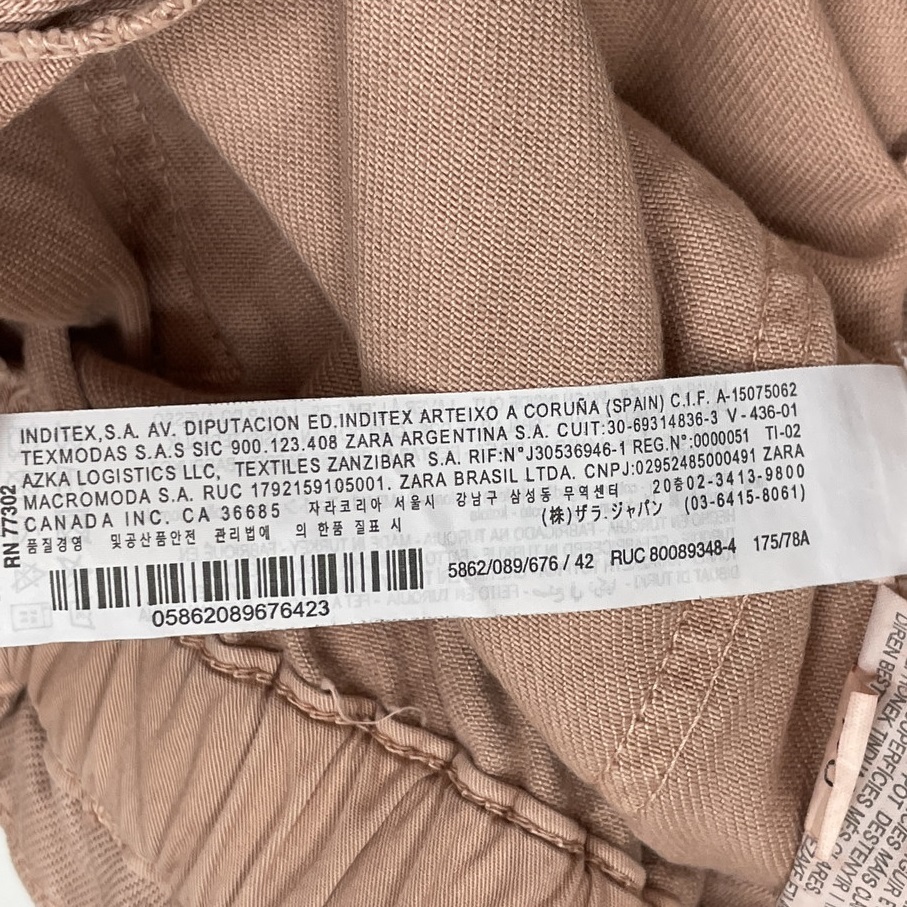 INDITEX,S.A. AV. DIPUTACION ED.INDITEX ARTEIXO A CORUÑA (SPAIN) C.I.F. A-15075062
TEXMODAS S.A.S SIC 900.123.408 ZARA ARGENTINA S.A. CUIT:30-69314836-3 V - 436-01
AZKA LOGISTICS LLC, TEXTILES ZANZIBAR S.A. RIF:N°J30536946-1 REG.N°:0000051 TI-02
MACROMODA S.A. RUC 1792159105001. ZARA BRASIL LTDA. CNPJ:02952485000491 ZARA
CANADA INC. CA 36685 자라코리아 서울시 강남구 삼성동 무역센터 20층02-3413-9800
품질경영 및공산품안전 관리법에 의 한품 질표 시 (株)ザラ.ジャパン (03-6415-8061)
RN 77302
5862/089/676 / 42 RUC 80089348-4 175/78A
05862089676423